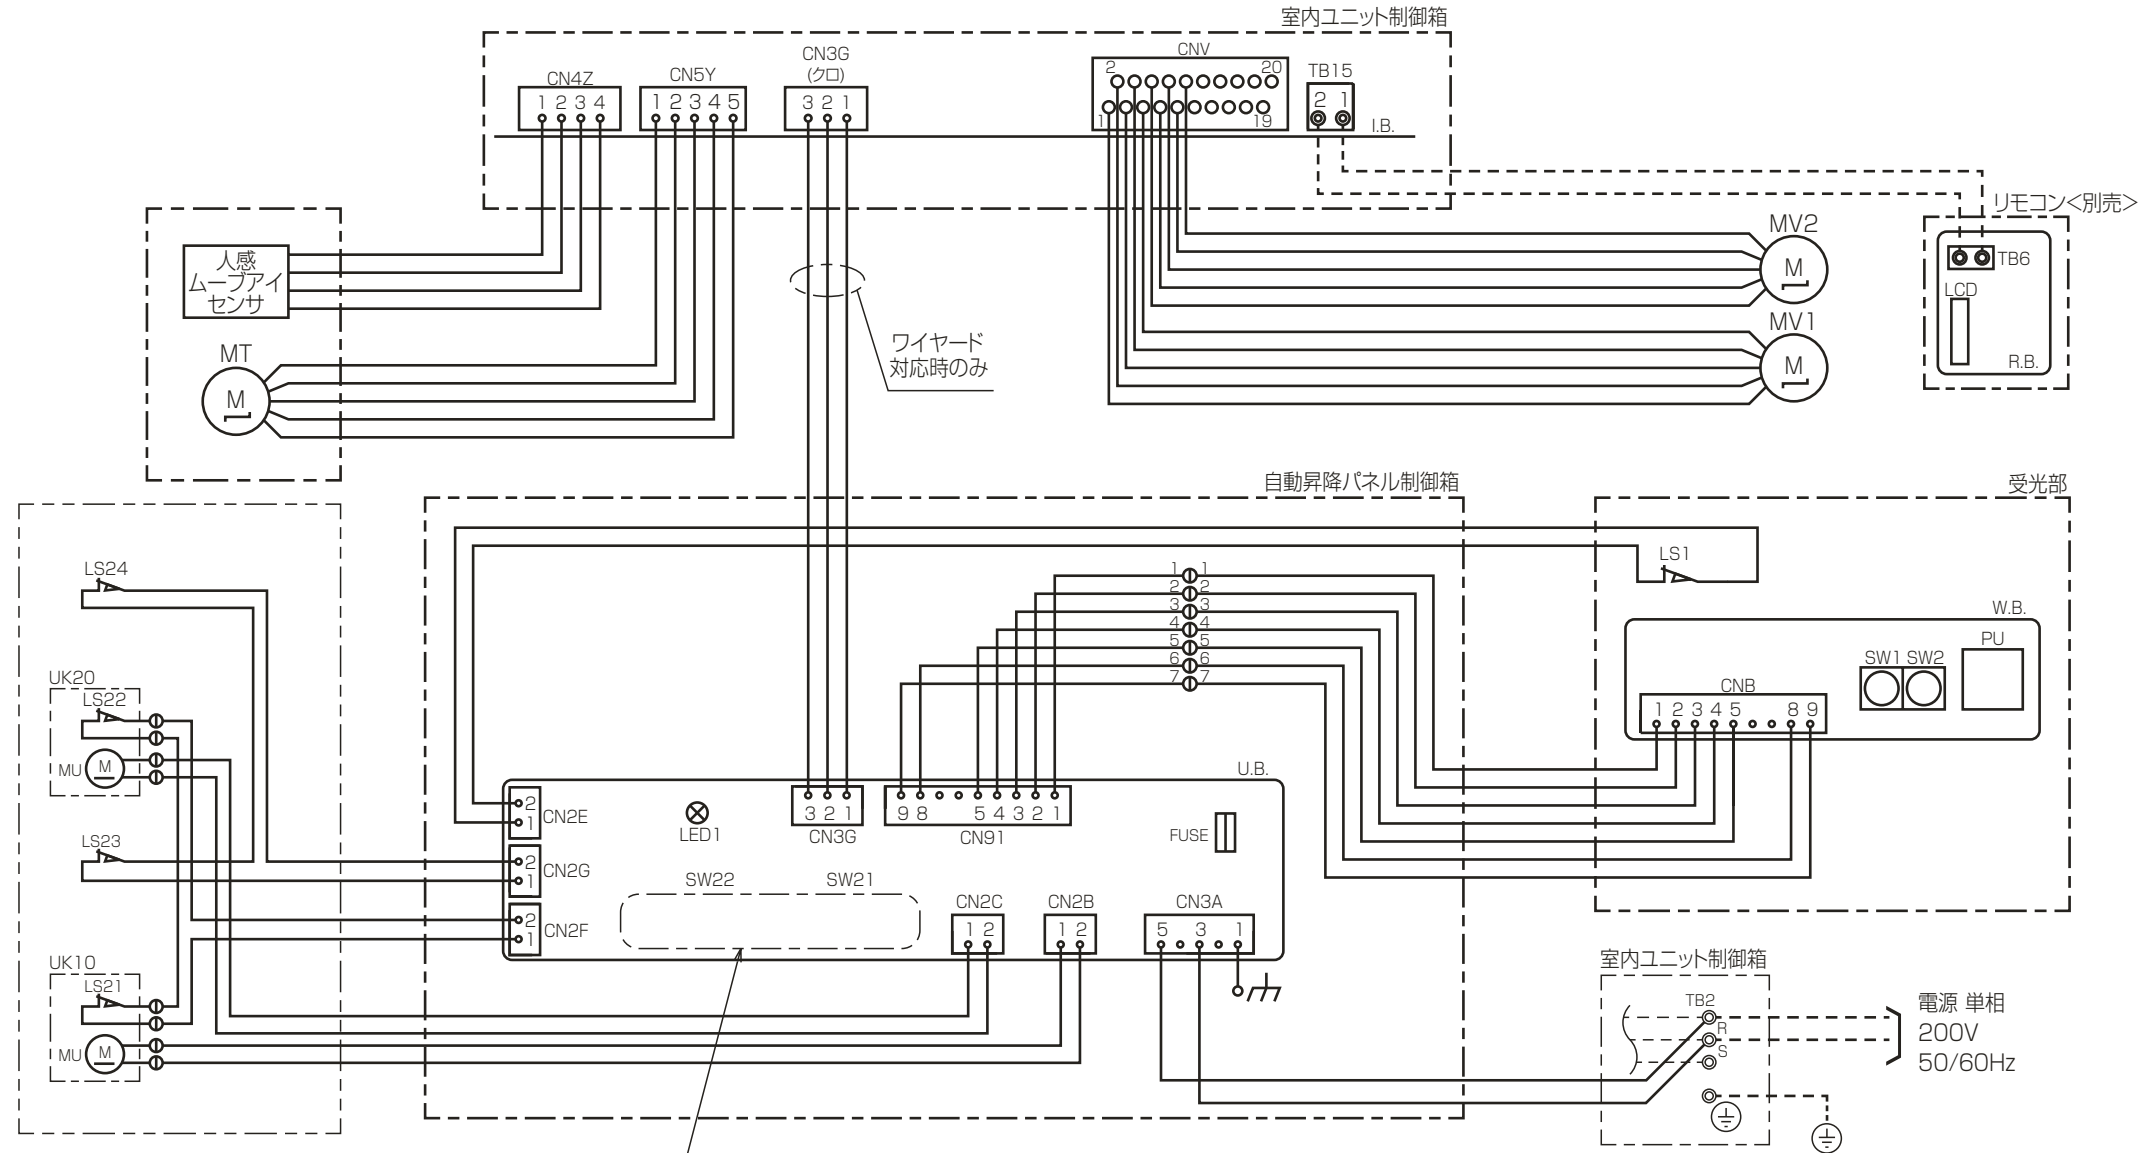 室内ユニット制御箱
CN4Z
1 2 3 4
CN5Y
1 2 3 4 5
CN3G
(クロ)
3 2 1
CNV
2 20
1 19
TB15
2 1
I.B.
リモコン<別売>
TB6
LCD
R.B.
MV2
M
MV1
M
人感
ムーブアイ
センサ
MT
M
ワイヤード
対応時のみ
自動昇降パネル制御箱
受光部
LS1
W.B.
PU
SW1 SW2
CNB
1 2 3 4 5 8 9
1 1
2 2
3 3
4 4
5 5
6 6
7 7
LS24
UK20
LS22
MU M
LS23
UK10
LS21
MU M
U.B.
2
1
CN2E
2
1
CN2G
2
1
CN2F
LED1
3 2 1
CN3G
9 8 5 4 3 2 1
CN91
FUSE
SW22 SW21
CN2C
1 2
CN2B
1 2
CN3A
5 3 1
室内ユニット制御箱
TB2
R
S
電源 単相
200V
50/60Hz